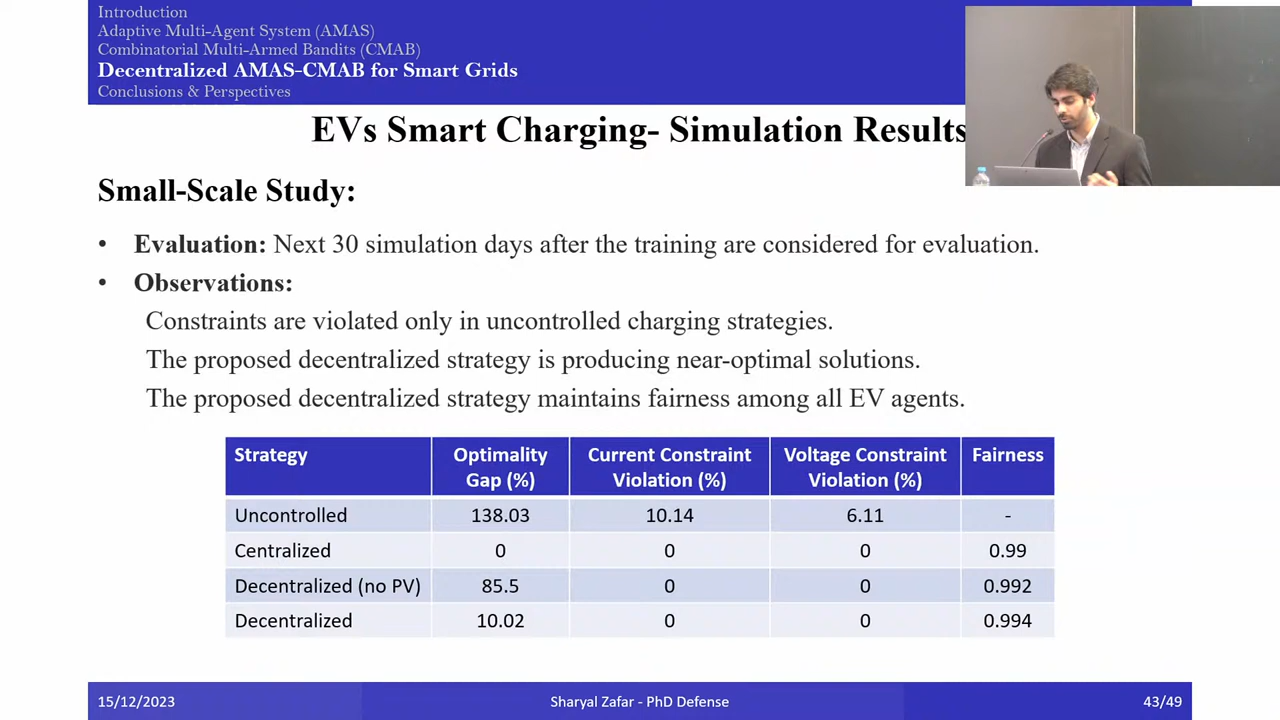 Introduction
Adaptive Multi-Agent System (AMAS)
Combinatorial Multi-Armed Bandits (CMAB)
Decentralized AMAS-CMAB for Smart Grids
Conclusions & Perspectives
EVs Smart Charging- Simulation Results
Small-Scale Study:
• Evaluation: Next 30 simulation days after the training are considered for evaluation.
• Observations:
Constraints are violated only in uncontrolled charging strategies.
The proposed decentralized strategy is producing near-optimal solutions.
The proposed decentralized strategy maintains fairness among all EV agents.
Strategy Optimality Gap (%) Current Constraint Violation (%) Voltage Constraint Violation (%) Fairness
Uncontrolled 138.03 10.14 6.11 -
Centralized 0 0 0 0.99
Decentralized (no PV) 85.5 0 0 0.992
Decentralized 10.02 0 0 0.994
15/12/2023 Sharyal Zafar - PhD Defense 43/49